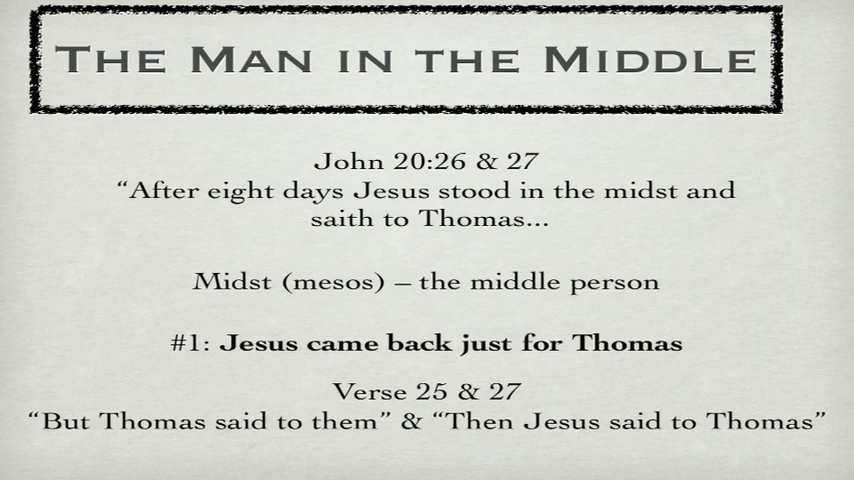 The Man in the Middle
John 20:26 & 27
“After eight days Jesus stood in the midst and
saith to Thomas...
Midst (mesos) – the middle person
#1: Jesus came back just for Thomas
Verse 25 & 27
“But Thomas said to them” & “Then Jesus said to Thomas”